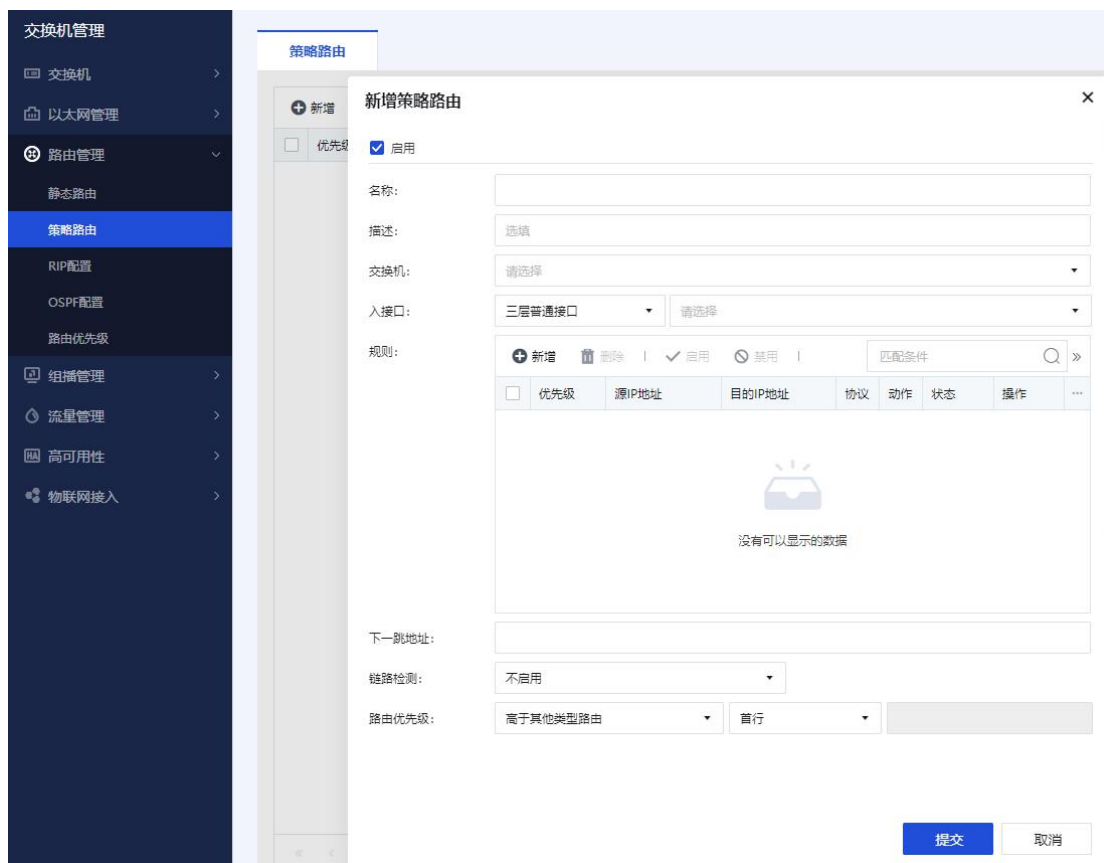 交换机管理
交换机
以太网管理
路由管理
静态路由
策略路由
RIP配置
OSPF配置
路由优先级
组播管理
流量管理
高可用性
物联网接入
策略路由
新增
优先级
新增策略路由
启用
名称:
描述: 选填
交换机: 请选择
入接口: 三层普通接口 请选择
规则: 新增 删除 启用 禁用 匹配条件
优先级 源IP地址 目的IP地址 协议 动作 状态 操作 ...
没有可以显示的数据
下一跳地址:
链路检测: 不启用
路由优先级: 高于其他类型路由 首行
提交 取消